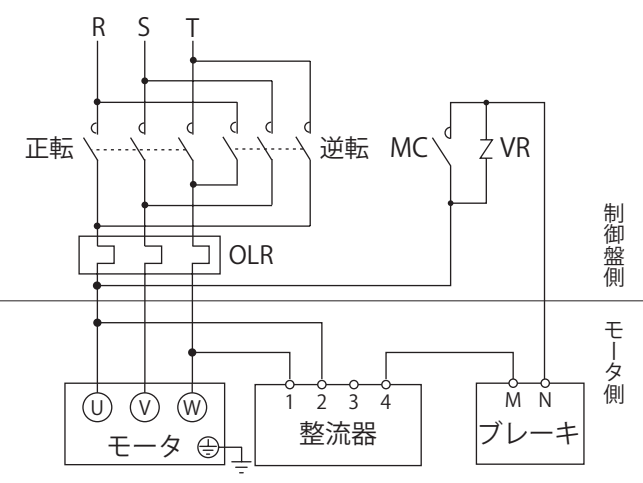 R S T
正転 逆転 MC VR
OLR
制御盤側
モータ側
U V W
1 2 3 4
M N
モータ
整流器
ブレーキ